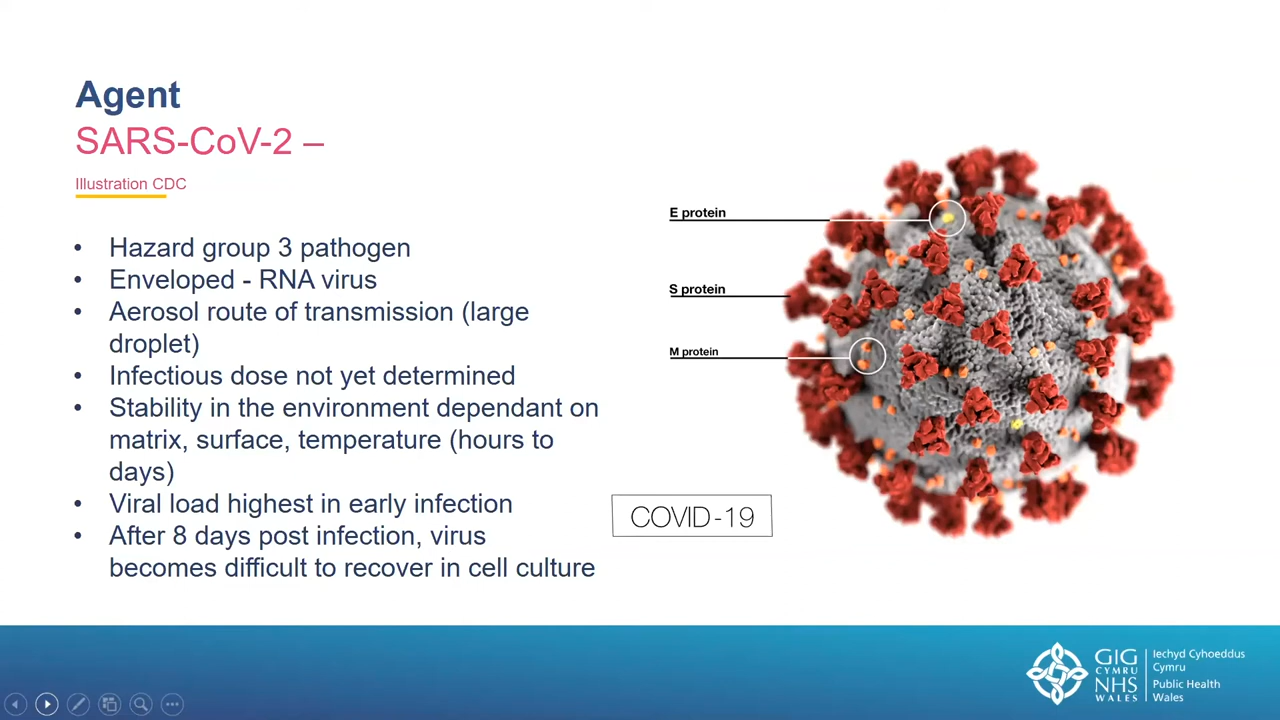 Agent
SARS-CoV-2 –
Illustration CDC
• Hazard group 3 pathogen
• Enveloped - RNA virus
• Aerosol route of transmission (large
droplet)
• Infectious dose not yet determined
• Stability in the environment dependant on
matrix, surface, temperature (hours to
days)
• Viral load highest in early infection
• After 8 days post infection, virus
becomes difficult to recover in cell culture
E protein
S protein
M protein
COVID-19
GIG
CYMRU
NHS
WALES
Iechyd Cyhoeddus
Cymru
Public Health
Wales